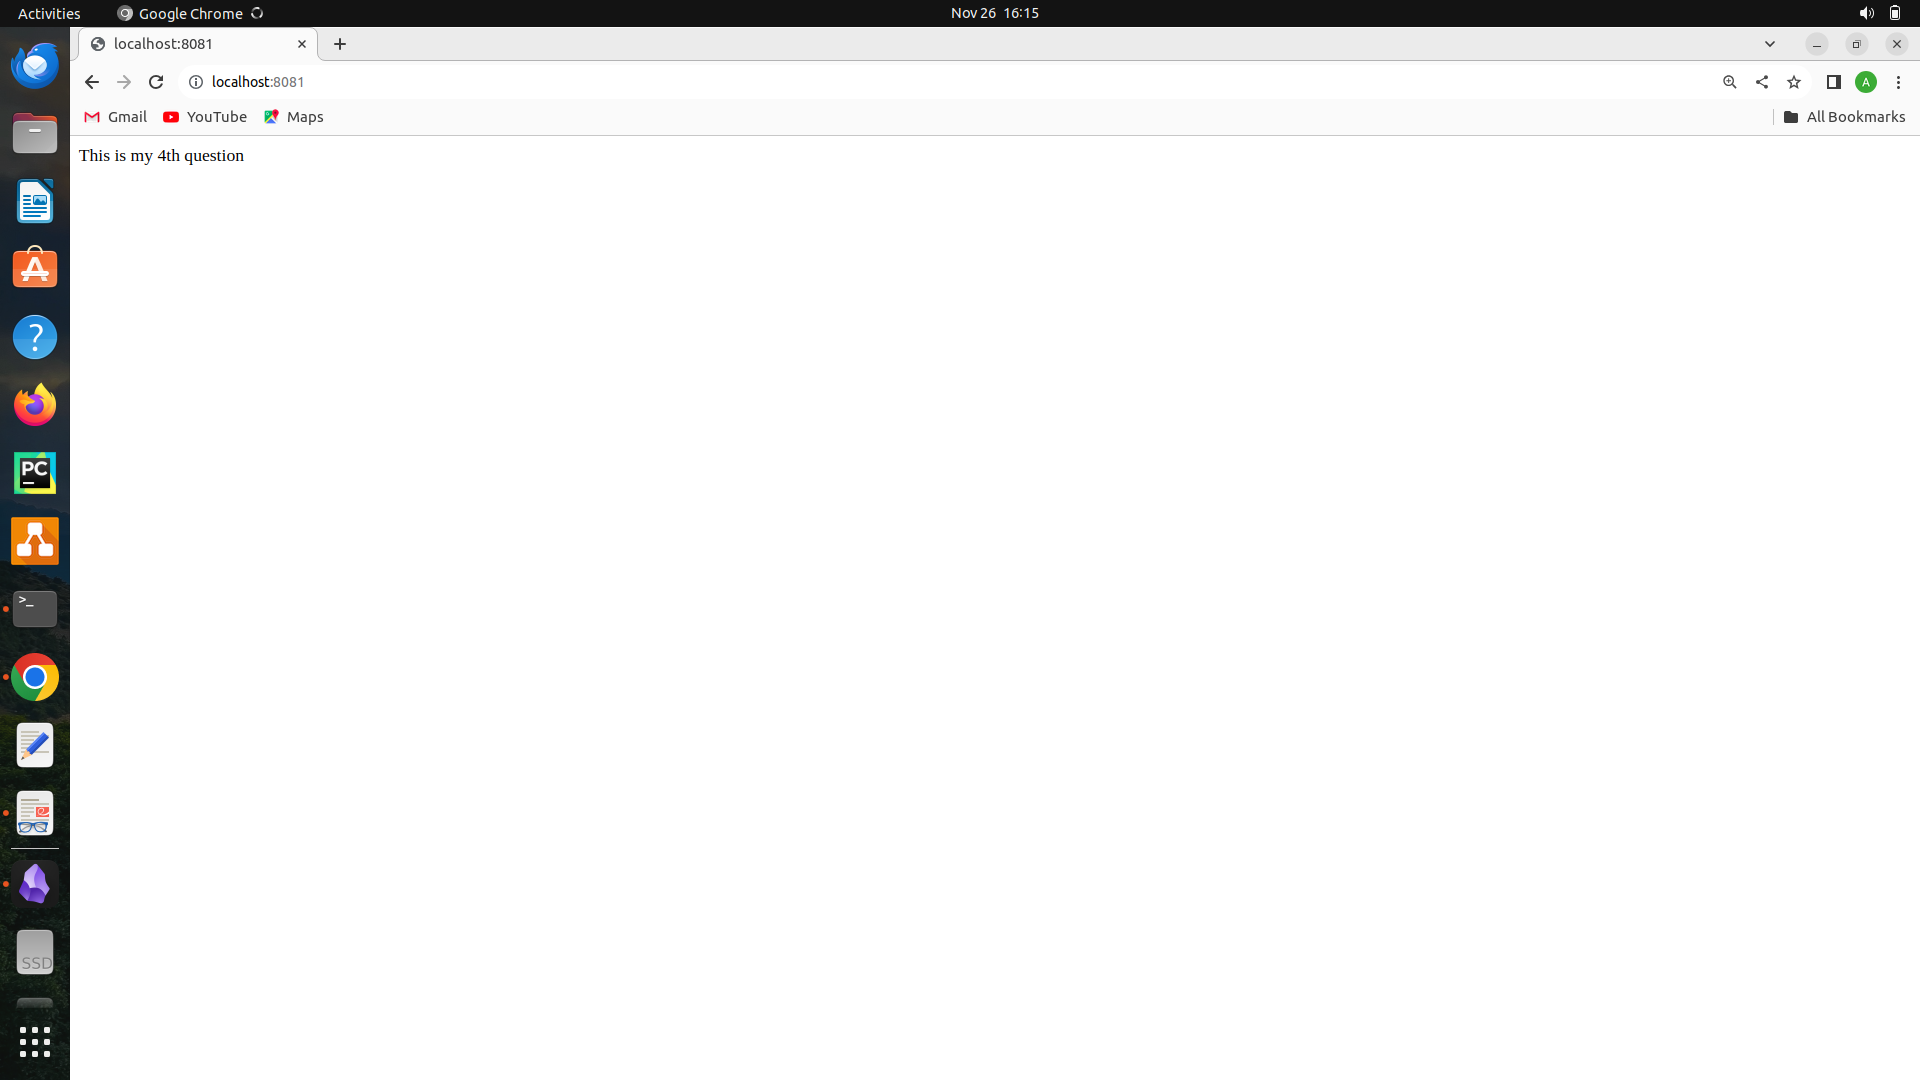 Activities
Google Chrome
Nov 26 16:15
localhost:8081
localhost:8081
A
Gmail
YouTube
Maps
All Bookmarks
This is my 4th question
A
?
PC
>_
SSD